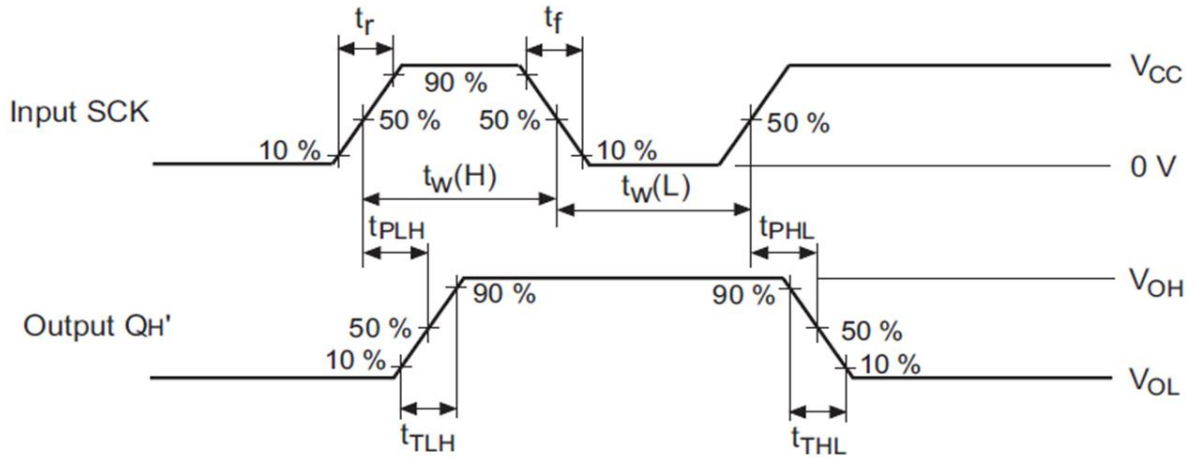 tr
tf
VCC
90 %
Input SCK
50 %
50 %
50 %
10 %
10 %
0 V
tW(H)
tW(L)
tPLH
tPHL
VOH
90 %
90 %
Output QH'
50 %
50 %
10 %
10 %
VOL
tTLH
tTHL